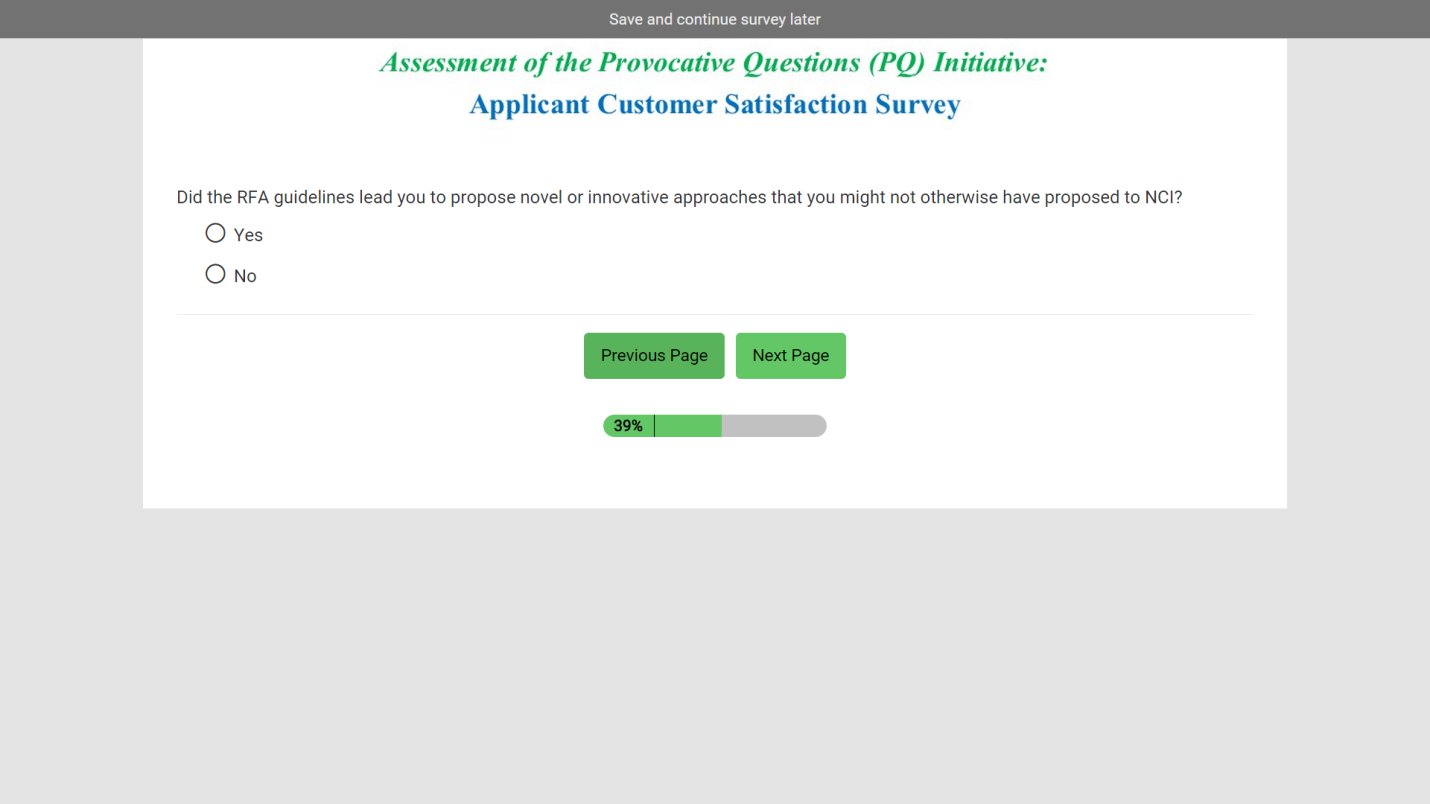 Save and continue survey later
Assessment of the Provocative Questions (PQ) Initiative:
Applicant Customer Satisfaction Survey
Did the RFA guidelines lead you to propose novel or innovative approaches that you might not otherwise have proposed to NCI?
Yes
No
Previous Page Next Page
39%